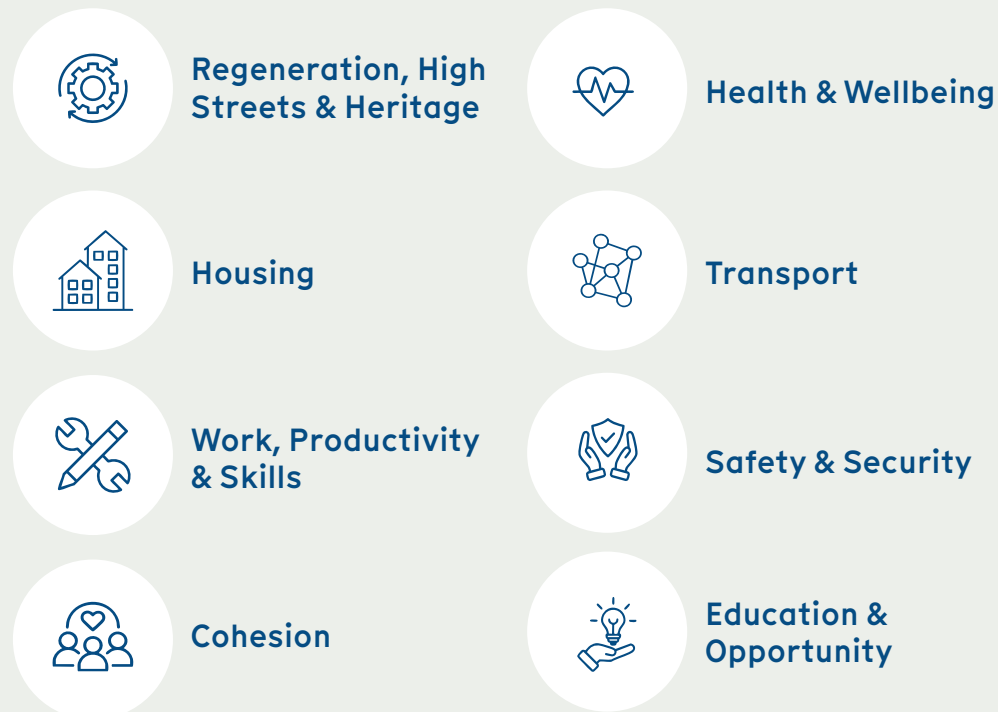 Regeneration, High
Streets & Heritage
Health & Wellbeing
Housing
Transport
Work, Productivity
& Skills
Safety & Security
Cohesion
Education &
Opportunity